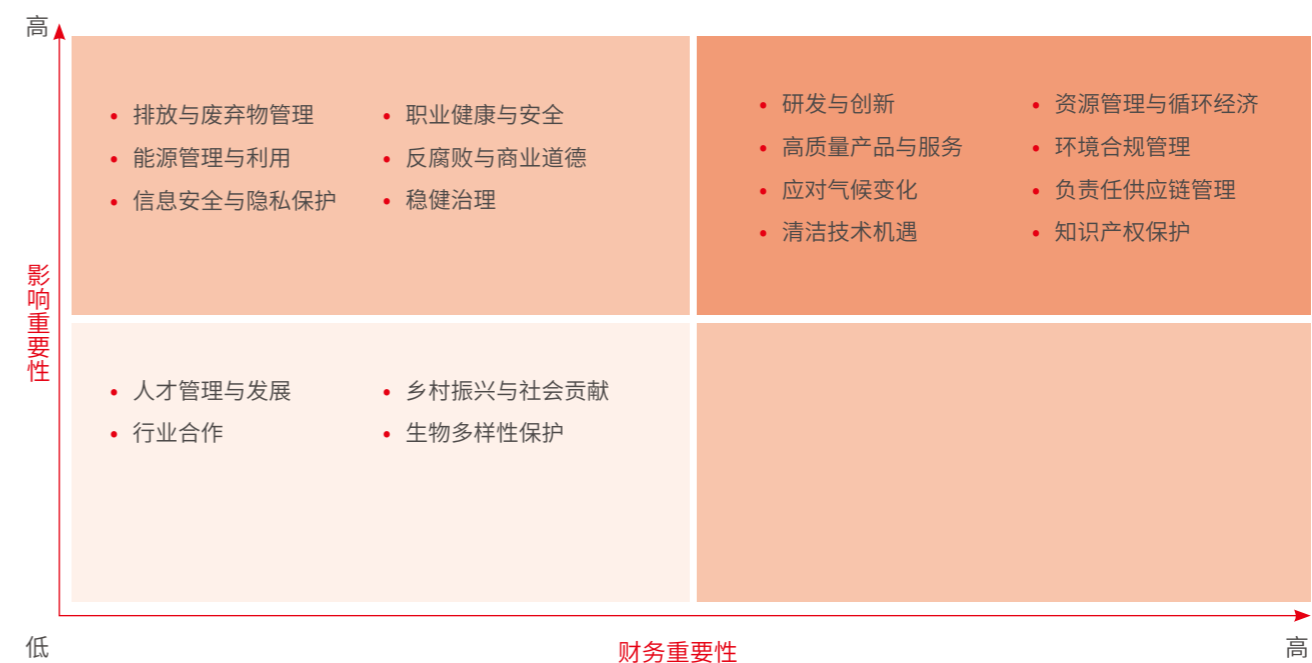 高
影响重要性
• 排放与废弃物管理
• 能源管理与利用
• 信息安全与隐私保护
• 职业健康与安全
• 反腐败与商业道德
• 稳健治理
• 研发与创新
• 高质量产品与服务
• 应对气候变化
• 清洁技术机遇
• 资源管理与循环经济
• 环境合规管理
• 负责任供应链管理
• 知识产权保护
• 人才管理与发展
• 行业合作
• 乡村振兴与社会贡献
• 生物多样性保护
低
财务重要性
高